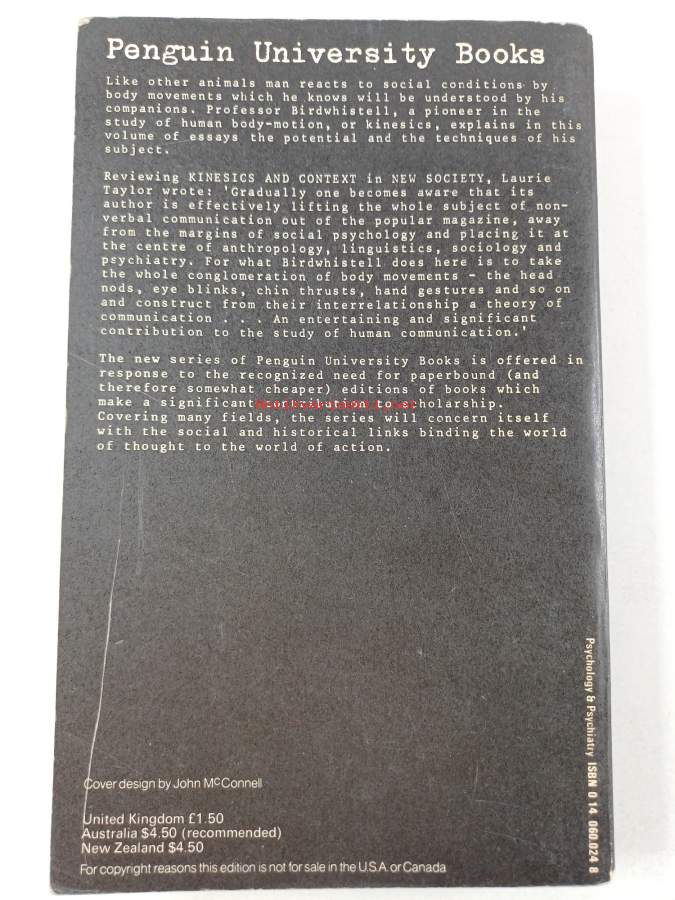 Penguin University Books
Like other animals man reacts to social conditions by
body movements which he knows will be understood by his
companions. Professor Birdwhistell, a pioneer in the
study of human body-motion, or kinesics, explains in this
volume of essays the potential and the techniques of his
subject.
Reviewing KINESICS AND CONTEXT in NEW SOCIETY, Laurie
Taylor wrote: 'Gradually one becomes aware that its
author is effectively lifting the whole subject of non-
verbal communication out of the popular magazine, away
from the margins of social psychology and placing it at
the centre of anthropology, linguistics, sociology and
psychiatry. For what Birdwhistell does here is to take
the whole conglomeration of body movements - the head
nods, eye blinks, chin thrusts, hand gestures and so on
and construct from their interrelationship a theory of
communication . . . An entertaining and significant
contribution to the study of human communication.'
The new series of Penguin University Books is offered in
response to the recognized need for paperbound (and
therefore somewhat cheaper) editions of books which
make a significant contribution to scholarship.
Covering many fields, the series will concern itself
with the social and historical links binding the world
of thought to the world of action.
Cover design by John McConnell
United Kingdom £1.50
Australia $4.50 (recommended)
New Zealand $4.50
For copyright reasons this edition is not for sale in the U.S.A. or Canada
Psychology & Psychiatry ISBN 0 14 060.024 8